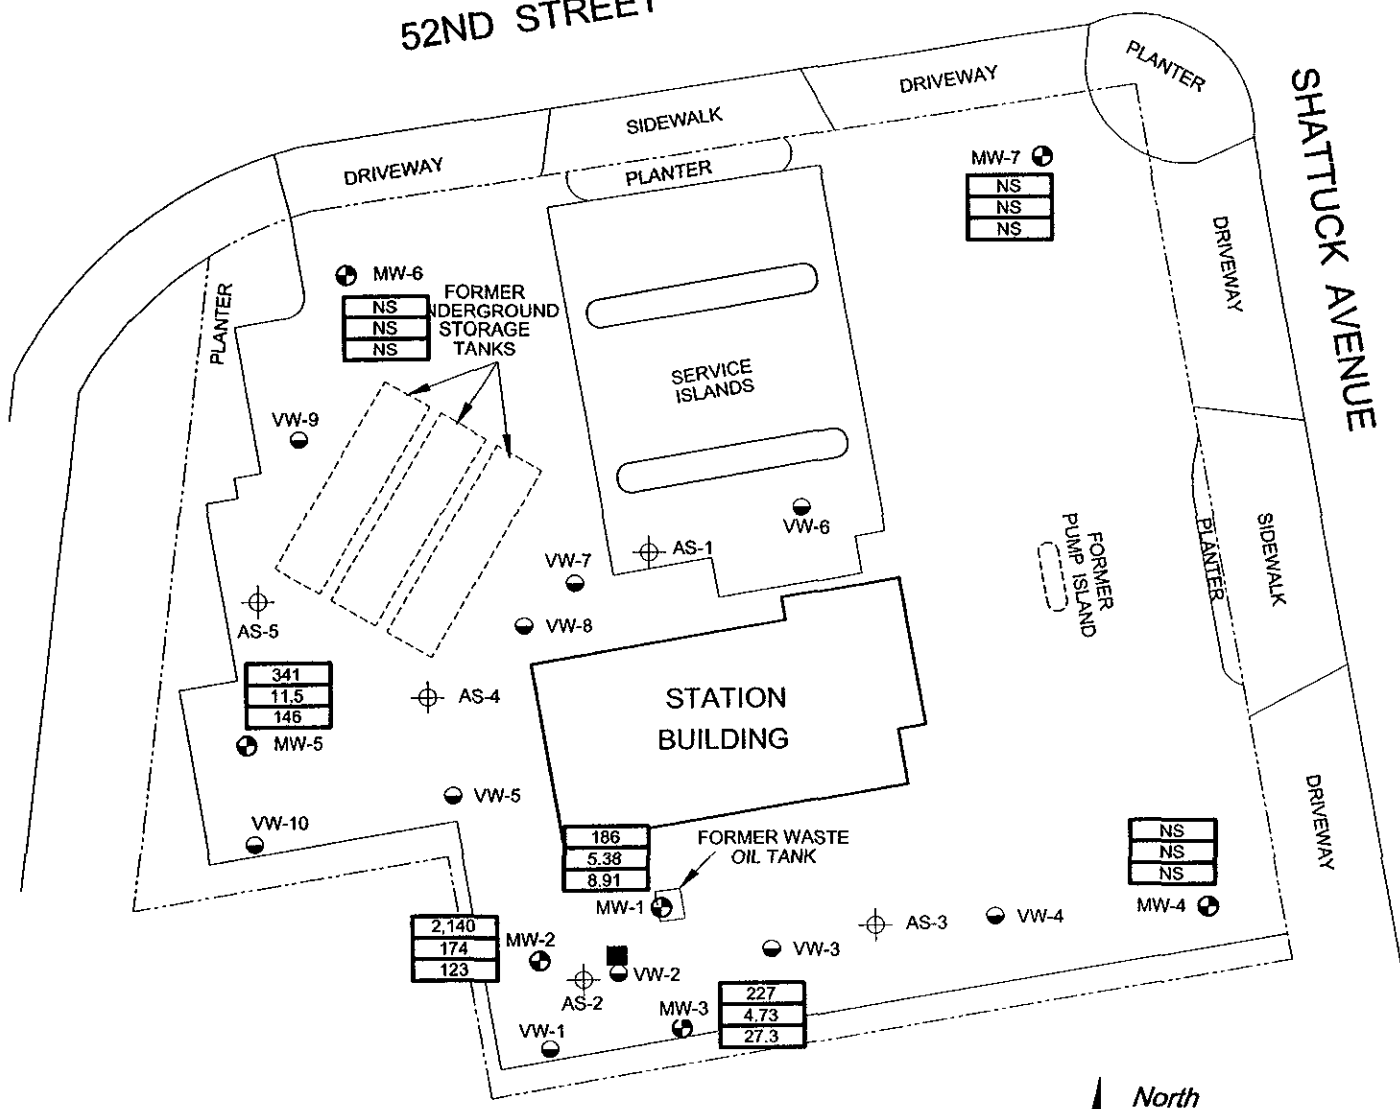 52ND STREET
SHATTUCK AVENUE
PLANTER
DRIVEWAY
SIDEWALK
DRIVEWAY
PLANTER
MW-7
NS
NS
NS
DRIVEWAY
PLANTER
MW-6
NS
NS
NS
FORMER
NDERGROUND
STORAGE
TANKS
SERVICE
ISLANDS
VW-9
VW-6
AS-1
VW-7
VW-8
FORMER
PUMP ISLAND
PLANTER
SIDEWALK
AS-5
341
11.5
146
MW-5
AS-4
STATION
BUILDING
VW-5
VW-10
DRIVEWAY
186
5.38
8.91
FORMER WASTE
OIL TANK
MW-1
NS
NS
NS
MW-4
2,140
174
123
MW-2
VW-2
AS-2
VW-3
AS-3
VW-4
MW-3
227
4.73
27.3
VW-1
North